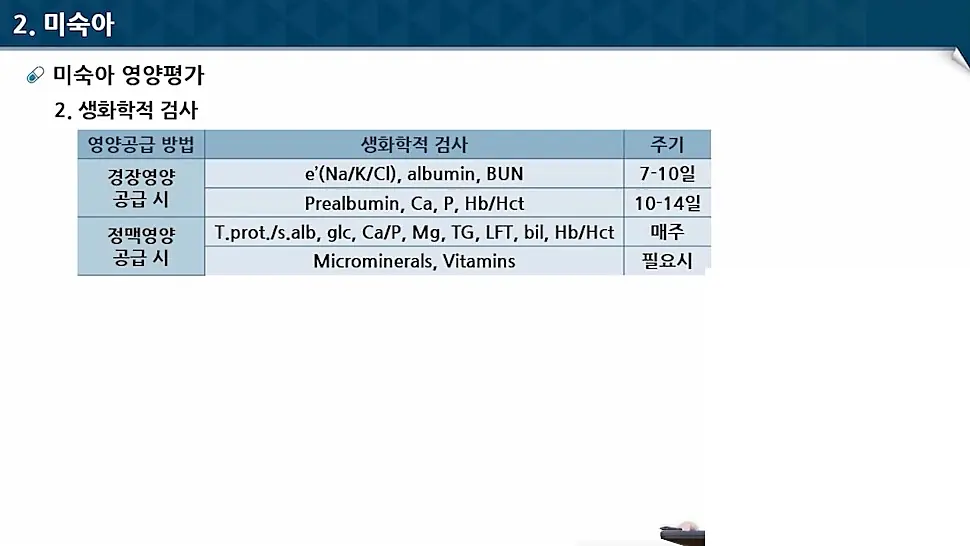 2. 미숙아
미숙아 영양평가
2. 생화학적 검사
영양공급 방법 생화학적 검사 주기
경장영양 공급 시 e’(Na/K/Cl), albumin, BUN 7-10일
Prealbumin, Ca, P, Hb/Hct 10-14일
정맥영양 공급 시 T.prot./s.alb, glc, Ca/P, Mg, TG, LFT, bil, Hb/Hct 매주
Microminerals, Vitamins 필요시